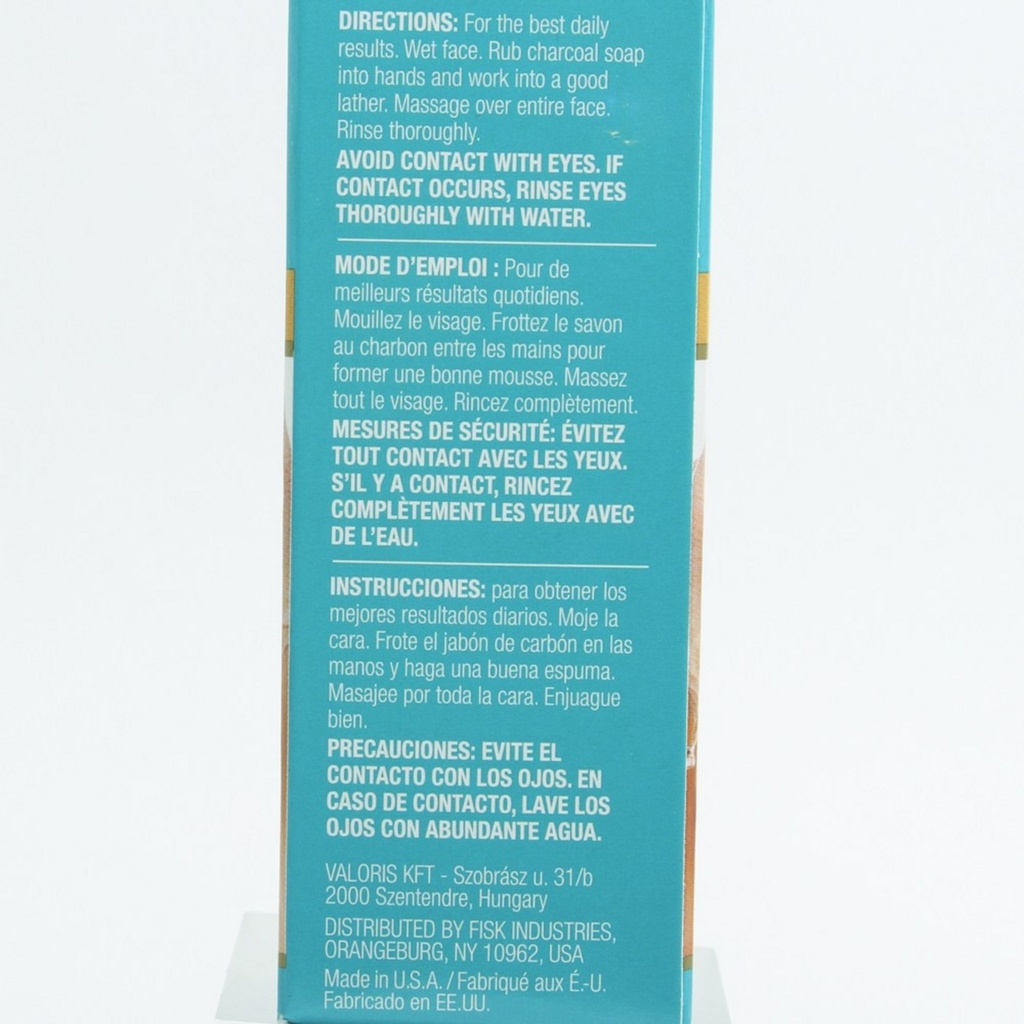 DIRECTIONS: For the best daily
results. Wet face. Rub charcoal soap
into hands and work into a good
lather. Massage over entire face.
Rinse thoroughly.
AVOID CONTACT WITH EYES. IF
CONTACT OCCURS, RINSE EYES
THOROUGHLY WITH WATER.
MODE D'EMPLOI : Pour de
meilleurs résultats quotidiens.
Mouillez le visage. Frottez le savon
au charbon entre les mains pour
former une bonne mousse. Massez
tout le visage. Rincez complètement.
MESURES DE SÉCURITÉ: ÉVITEZ
TOUT CONTACT AVEC LES YEUX.
S'IL Y A CONTACT, RINCEZ
COMPLÈTEMENT LES YEUX AVEC
DE L'EAU.
INSTRUCCIONES: para obtener los
mejores resultados diarios. Moje la
cara. Frote el jabón de carbón en las
manos y haga una buena espuma.
Masajee por toda la cara. Enjuague
bien.
PRECAUCIONES: EVITE EL
CONTACTO CON LOS OJOS. EN
CASO DE CONTACTO, LAVE LOS
OJOS CON ABUNDANTE AGUA.
VALORIS KFT - Szobrász u. 31/b
2000 Szentendre, Hungary
DISTRIBUTED BY FISK INDUSTRIES,
ORANGEBURG, NY 10962, USA
Made in U.S.A. / Fabriqué aux É.-U.
Fabricado en EE.UU.